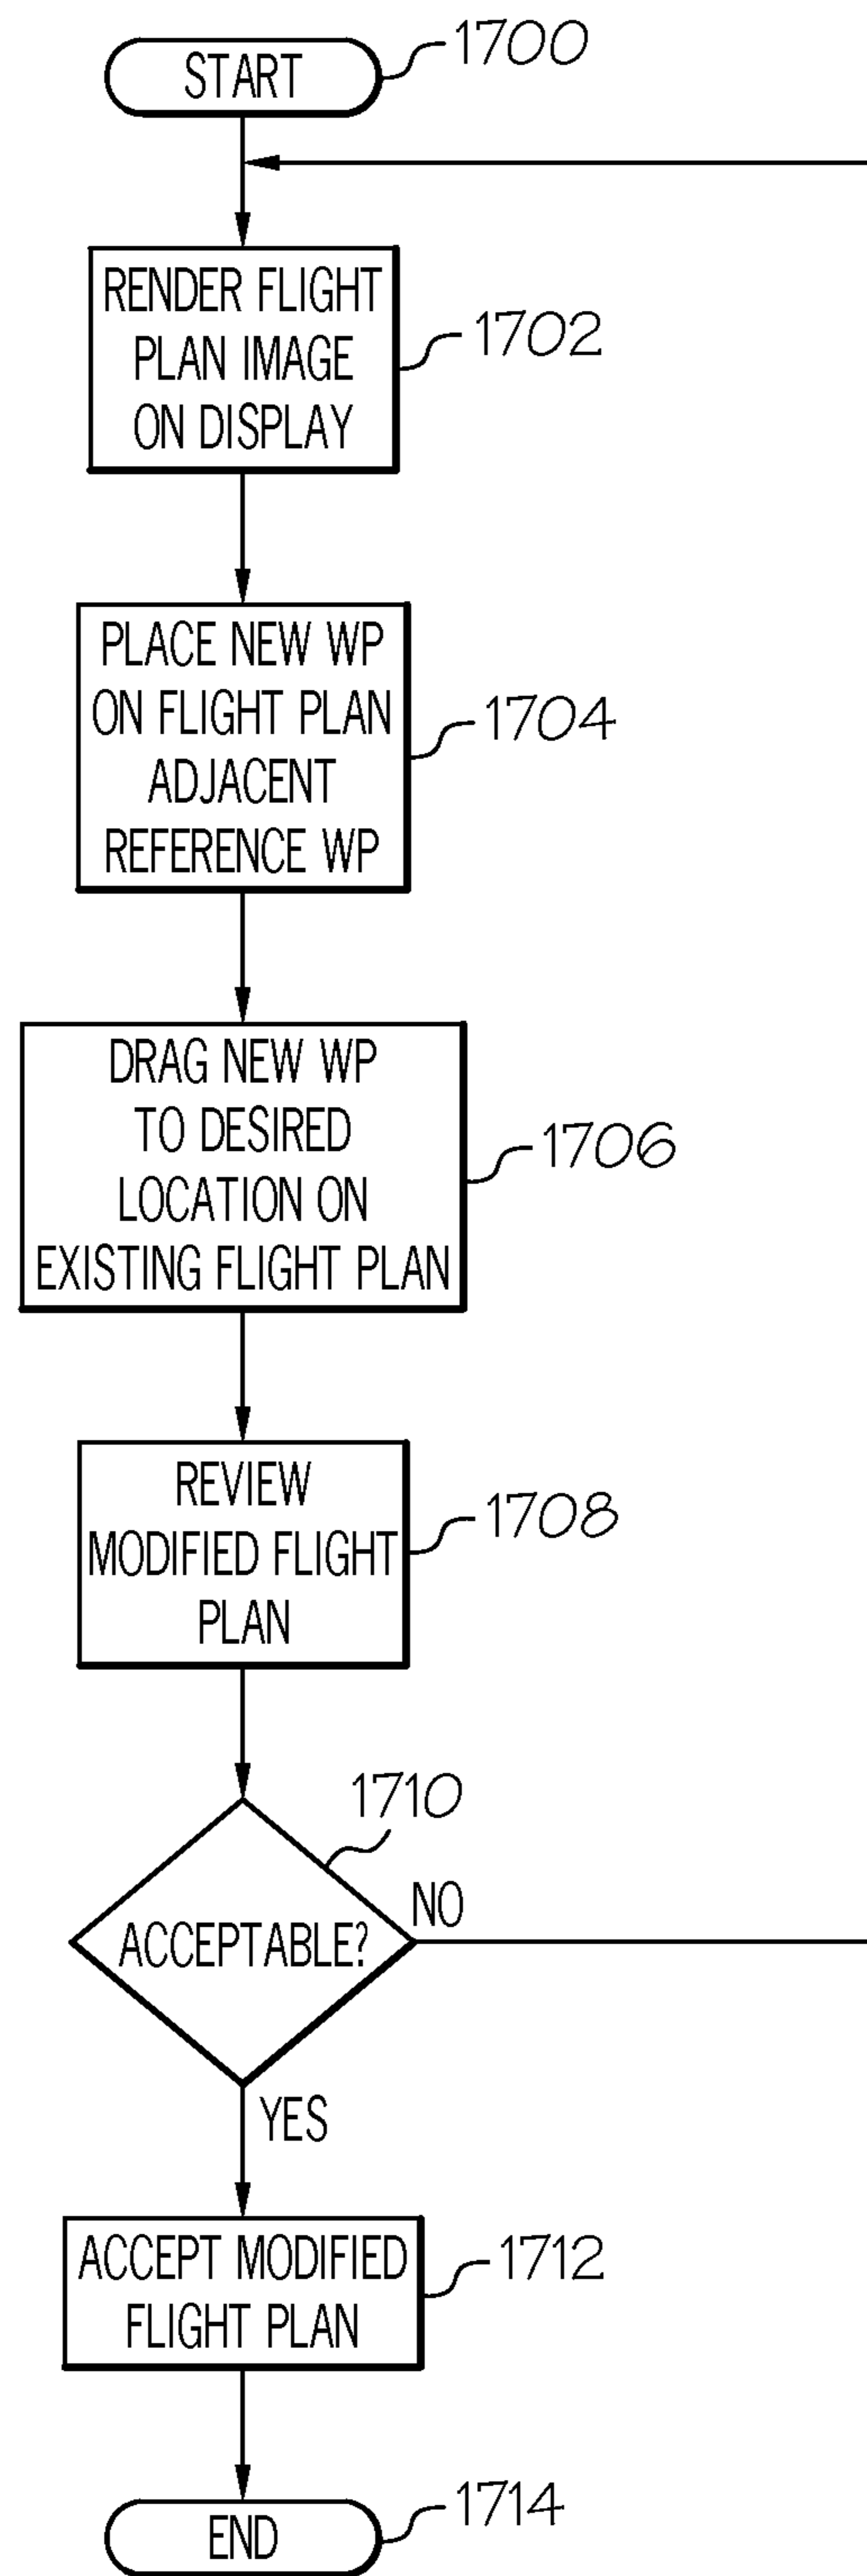 START
1700
RENDER FLIGHT
PLAN IMAGE
ON DISPLAY
1702
PLACE NEW WP
ON FLIGHT PLAN
ADJACENT
REFERENCE WP
1704
DRAG NEW WP
TO DESIRED
LOCATION ON
EXISTING FLIGHT PLAN
1706
REVIEW
MODIFIED FLIGHT
PLAN
1708
1710
ACCEPTABLE?
NO
YES
ACCEPT MODIFIED
FLIGHT PLAN
1712
END
1714